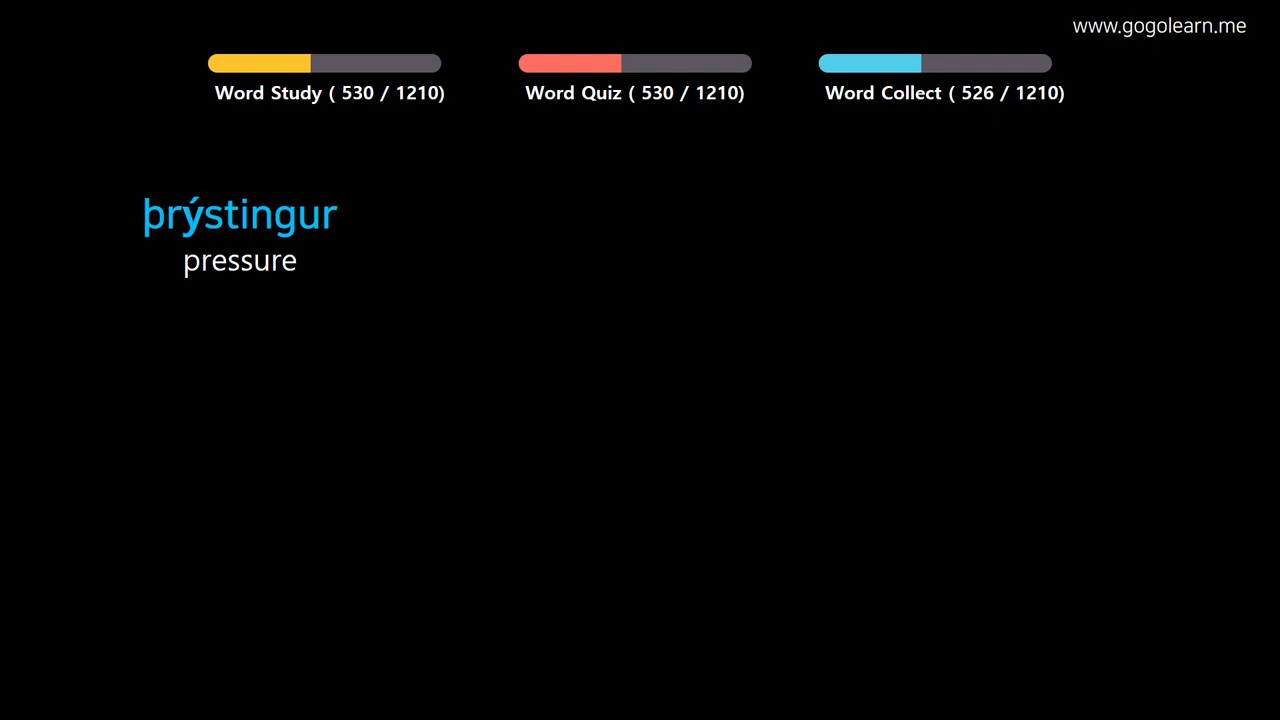 www.gogolearn.me
Word Study ( 530 / 1210)
Word Quiz ( 530 / 1210)
Word Collect ( 526 / 1210)
þrýstingur
pressure